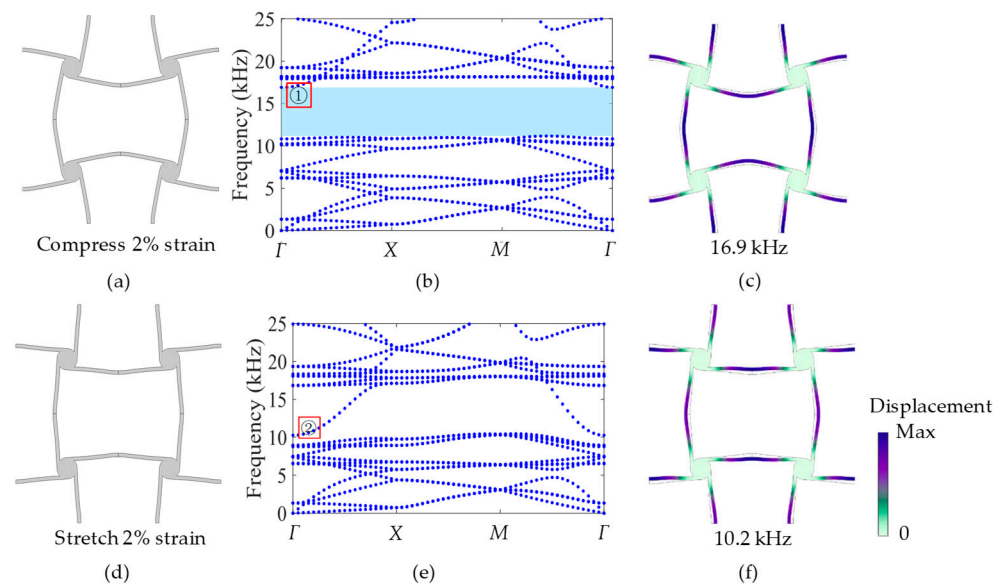 25
20
15
10
5
0
Frequency (kHz)
①
Γ X M Γ
Compress 2% strain
16.9 kHz
(a) (b) (c)
25
20
15
10
5
0
Frequency (kHz)
②
Γ X M Γ
Displacement
Max
0
Stretch 2% strain
10.2 kHz
(d) (e) (f)